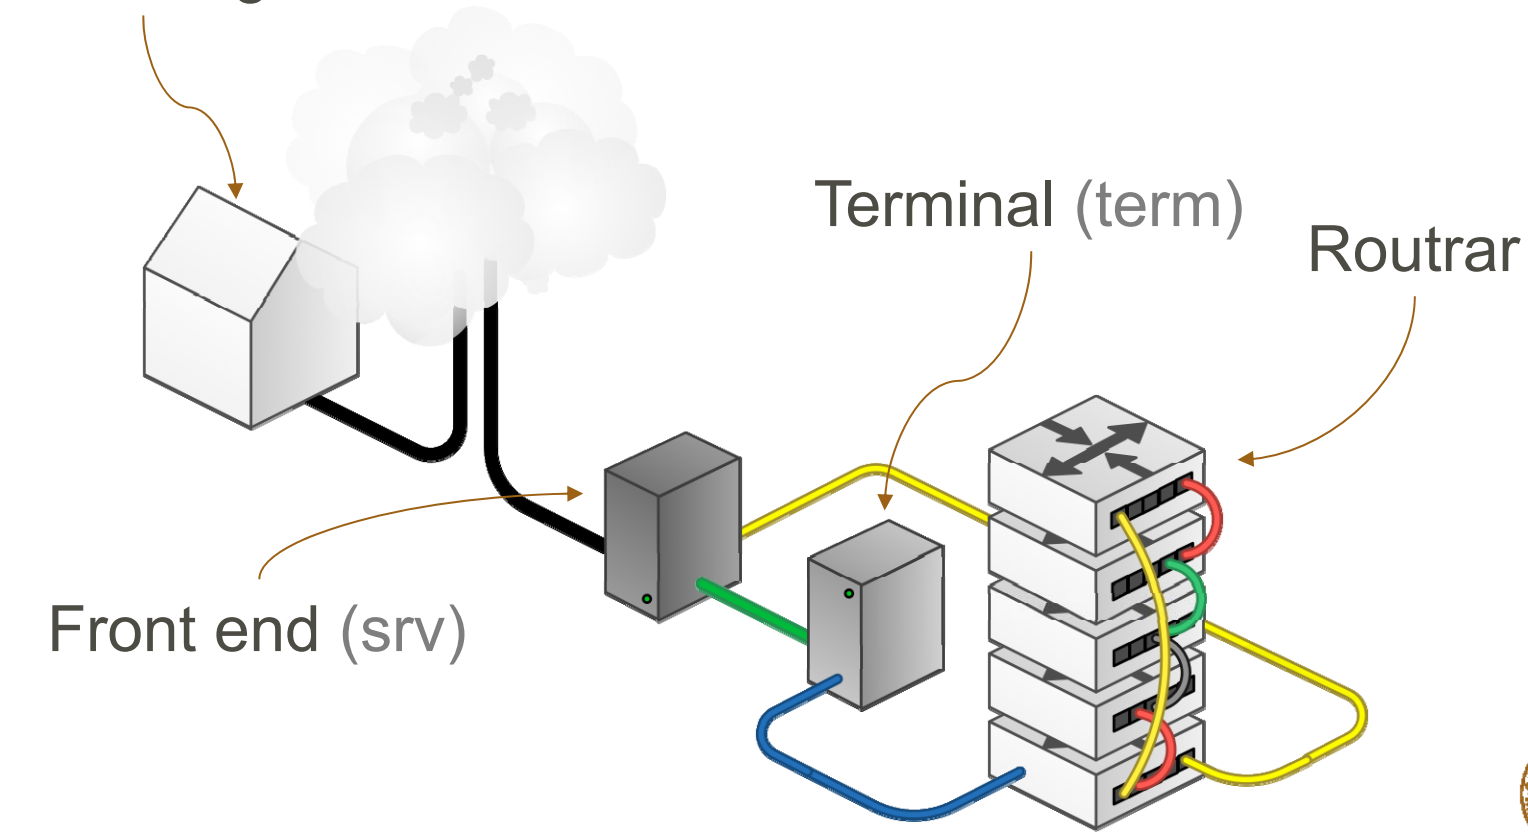 Terminal (term)
Routrar
Front end (srv)